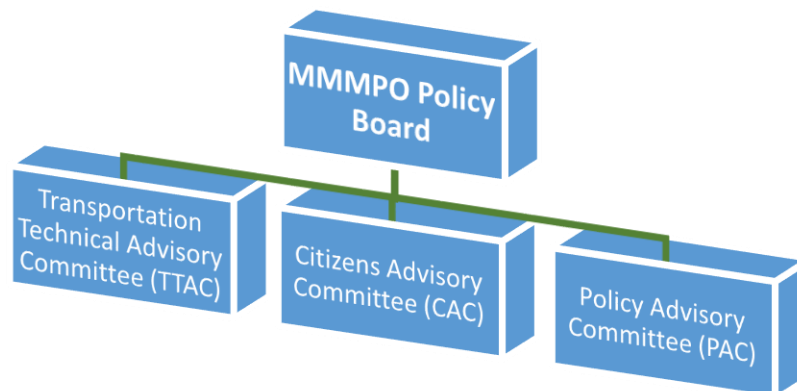 MMMPO Policy
Board
Transportation
Technical Advisory
Committee (TTAC)
Citizens Advisory
Committee (CAC)
Policy Advisory
Committee (PAC)